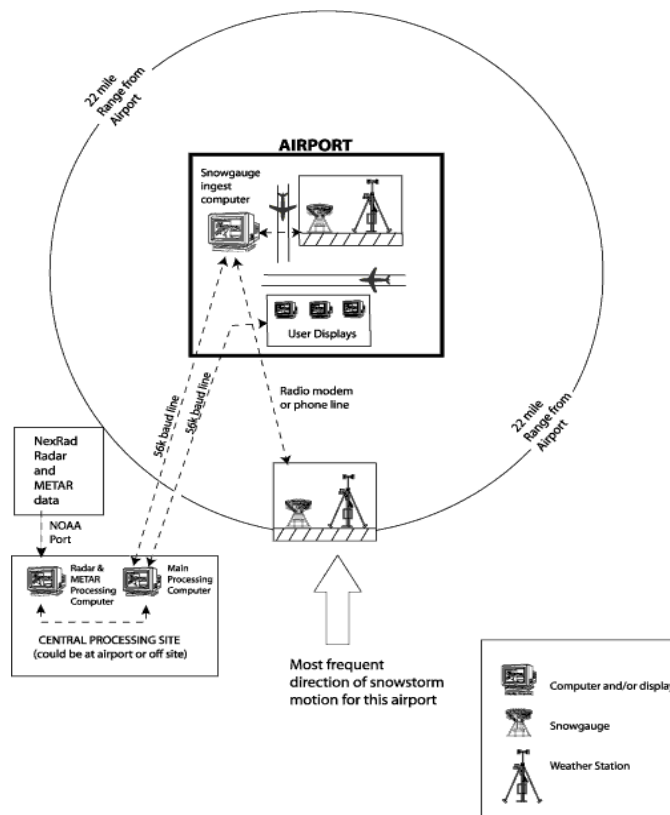 22 mile
Range from
Airport
AIRPORT
Snowgauge
ingest
computer
User Displays
56k baud line
56k baud line
Radio modem
or phone line
22 mile
Range from
Airport
NexRad
Radar
and
METAR
data
NOAA
Port
Radar &
METAR
Processing
Computer
Main
Processing
Computer
CENTRAL PROCESSING SITE
(could be at airport or off site)
Most frequent
direction of snowstorm
motion for this airport
Computer and/or display
Snowgauge
Weather Station